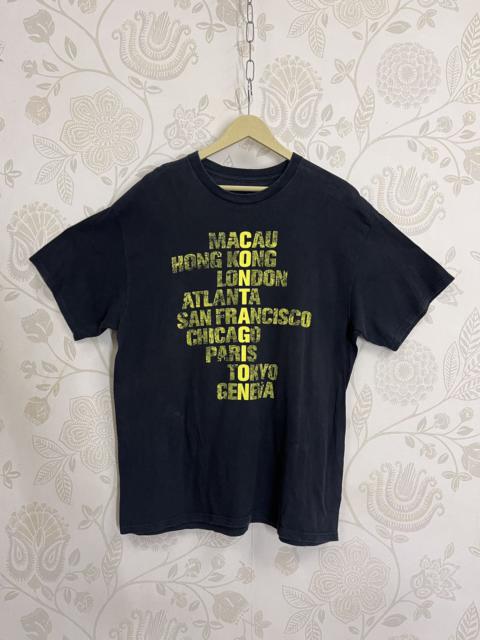 MACAU
HONG KONG
LONDON
ATLANTA
SAN FRANCISCO
CHICAGO
PARIS
TOKYO
GENEVA